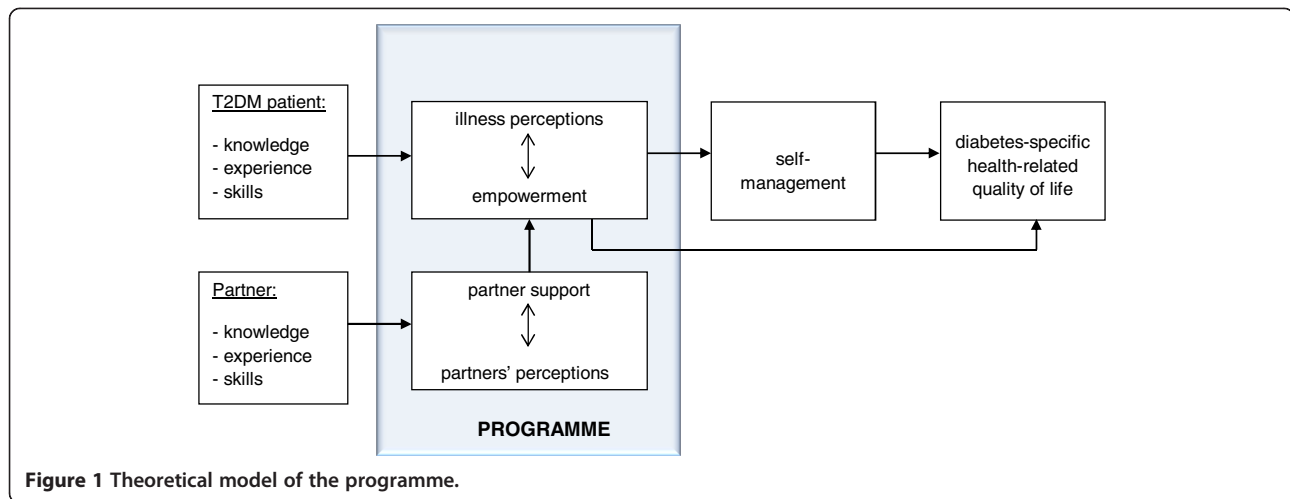 T2DM patient:
- knowledge
- experience
- skills
illness perceptions
empowerment
self-
management
diabetes-specific
health-related
quality of life
Partner:
- knowledge
- experience
- skills
partner support
partners' perceptions
PROGRAMME
Figure 1 Theoretical model of the programme.